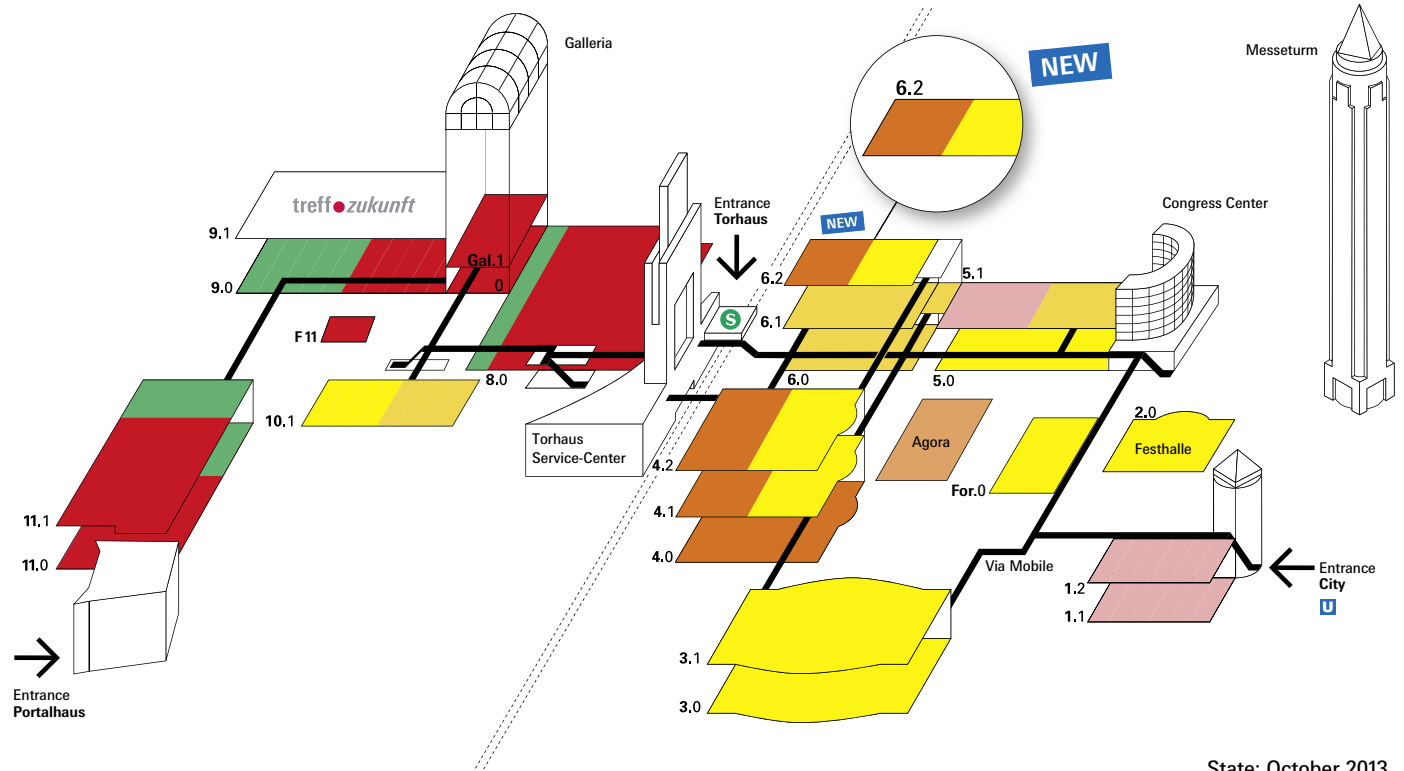 Galleria
NEW
Messeturm
6.2
treff zukunft
Entrance
Torhaus
Congress Center
NEW
9.1
Gal.1
6.2
5.1
9.0
0
S
6.1
F 11
8.0
6.0
5.0
10.1
2.0
Torhaus
Service-Center
Agora
Festhalle
4.2
For.0
4.1
11.1
4.0
11.0
Via Mobile
Entrance
City
U
1.2
1.1
3.1
Entrance
Portalhaus
3.0
State: October 2013